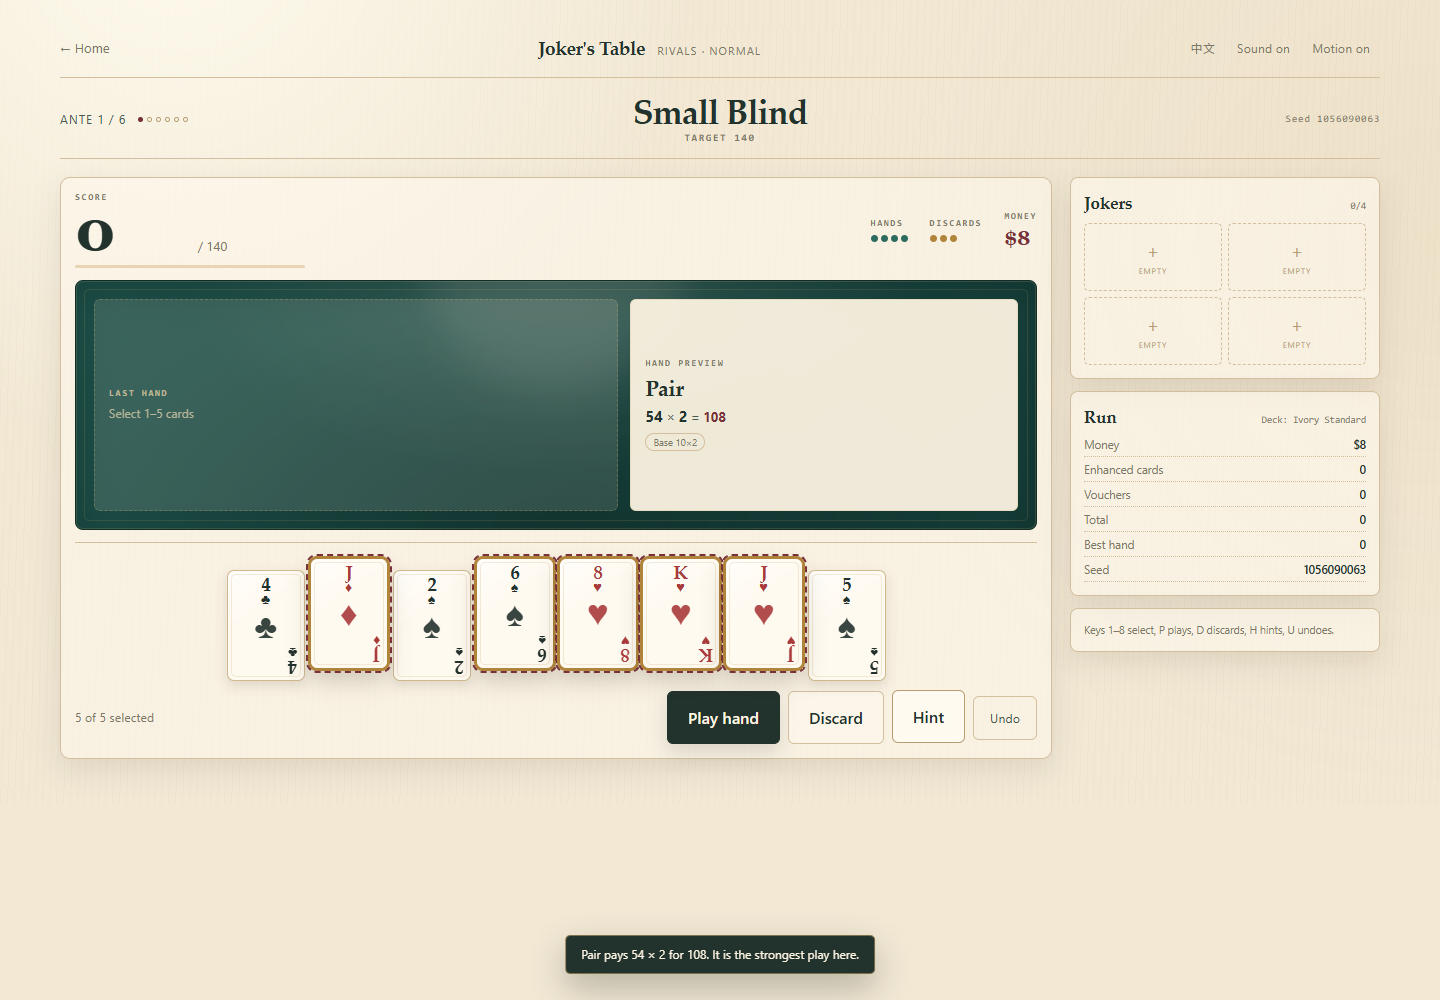 ← Home
Joker's Table RIVALS · NORMAL
中文 Sound on Motion on
ANTE 1 / 6
Small Blind
TARGET 140
Seed 1056090063
SCORE
0
/ 140
HANDS
DISCARDS
MONEY
$8
LAST HAND
Select 1–5 cards
HAND PREVIEW
Pair
54 × 2 = 108
Base 10×2
4
♣
♣
4
J
♦
♦
J
2
♠
♠
2
6
♠
♠
6
8
♥
♥
8
K
♥
♥
K
J
♥
♥
J
5
♠
♠
5
5 of 5 selected
Play hand
Discard
Hint
Undo
Jokers 0/4
+
EMPTY
+
EMPTY
+
EMPTY
+
EMPTY
Run Deck: Ivory Standard
Money $8
Enhanced cards 0
Vouchers 0
Total 0
Best hand 0
Seed 1056090063
Keys 1–8 select, P plays, D discards, H hints, U undoes.
Pair pays 54 × 2 for 108. It is the strongest play here.